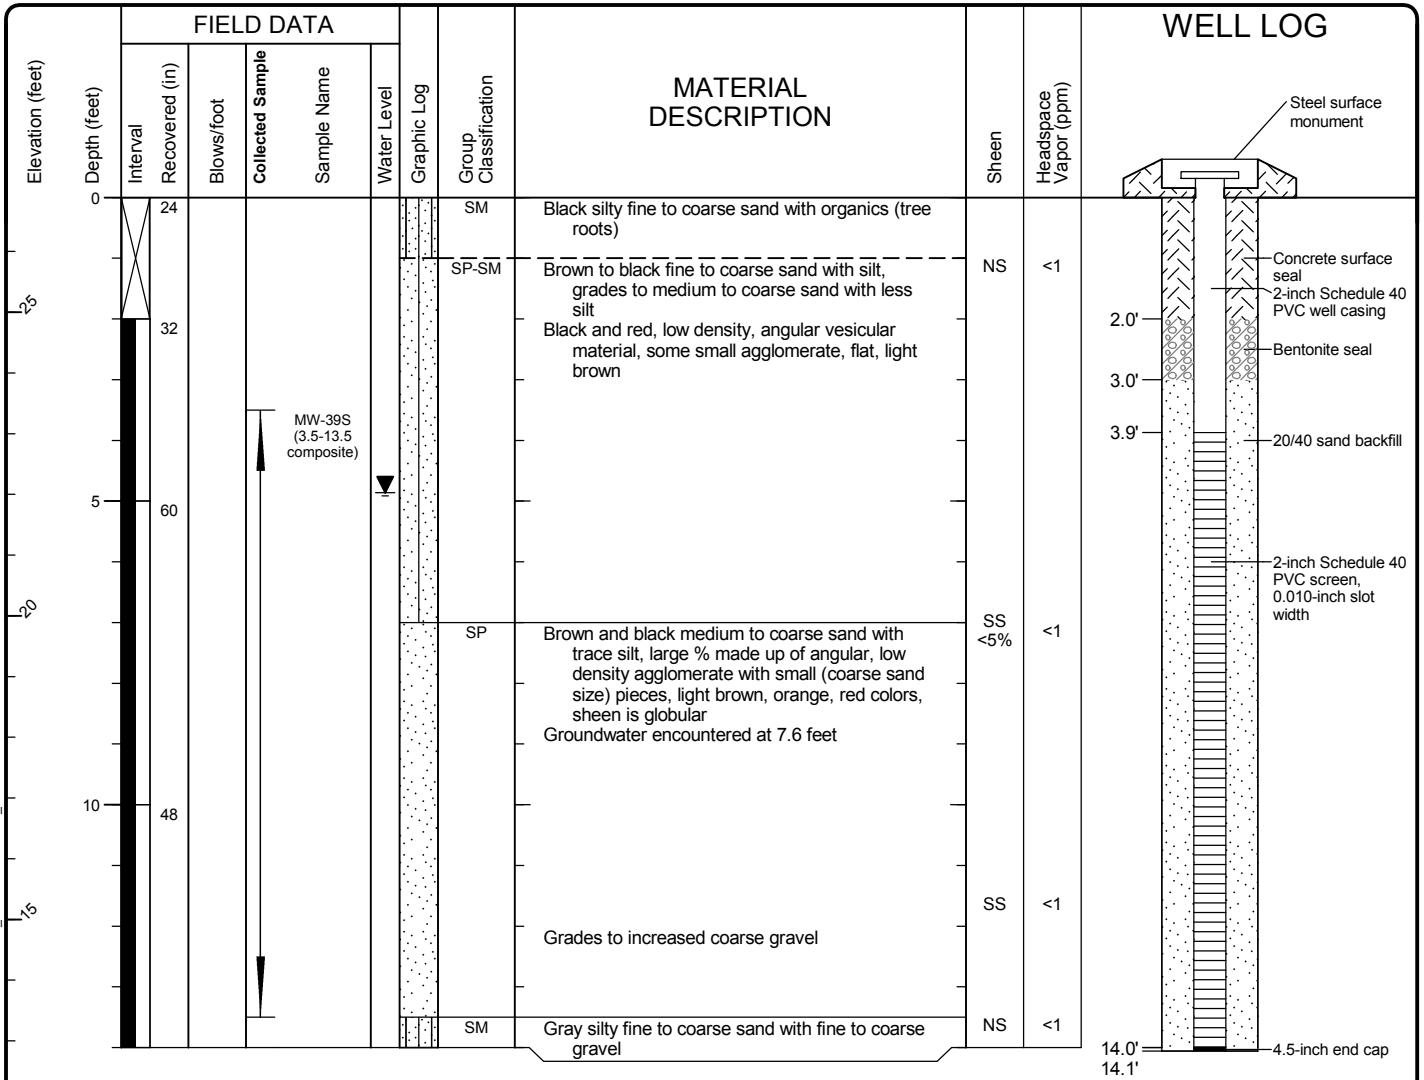 FIELD DATA
WELL LOG
Elevation (feet)
Depth (feet)
Interval
Recovered (in)
Blows/foot
Collected Sample
Sample Name
Water Level
Graphic Log
Group
Classification
MATERIAL
DESCRIPTION
Sheen
Headspace
Vapor (ppm)
Steel surface
monument
0
24
SM
Black silty fine to coarse sand with organics (tree
roots)
SP-SM
Brown to black fine to coarse sand with silt,
grades to medium to coarse sand with less
silt
NS
<1
Concrete surface
seal
2-inch Schedule 40
PVC well casing
25
32
Black and red, low density, angular vesicular
material, some small agglomerate, flat, light
brown
2.0'
Bentonite seal
3.0'
MW-39S
(3.5-13.5
composite)
3.9'
20/40 sand backfill
5
60
2-inch Schedule 40
PVC screen,
0.010-inch slot
width
20
SP
Brown and black medium to coarse sand with
trace silt, large % made up of angular, low
density agglomerate with small (coarse sand
size) pieces, light brown, orange, red colors,
sheen is globular
Groundwater encountered at 7.6 feet
SS
<5%
<1
10
48
15
SS
<1
Grades to increased coarse gravel
SM
Gray silty fine to coarse sand with fine to coarse
gravel
NS
<1
14.0'
14.1'
4.5-inch end cap